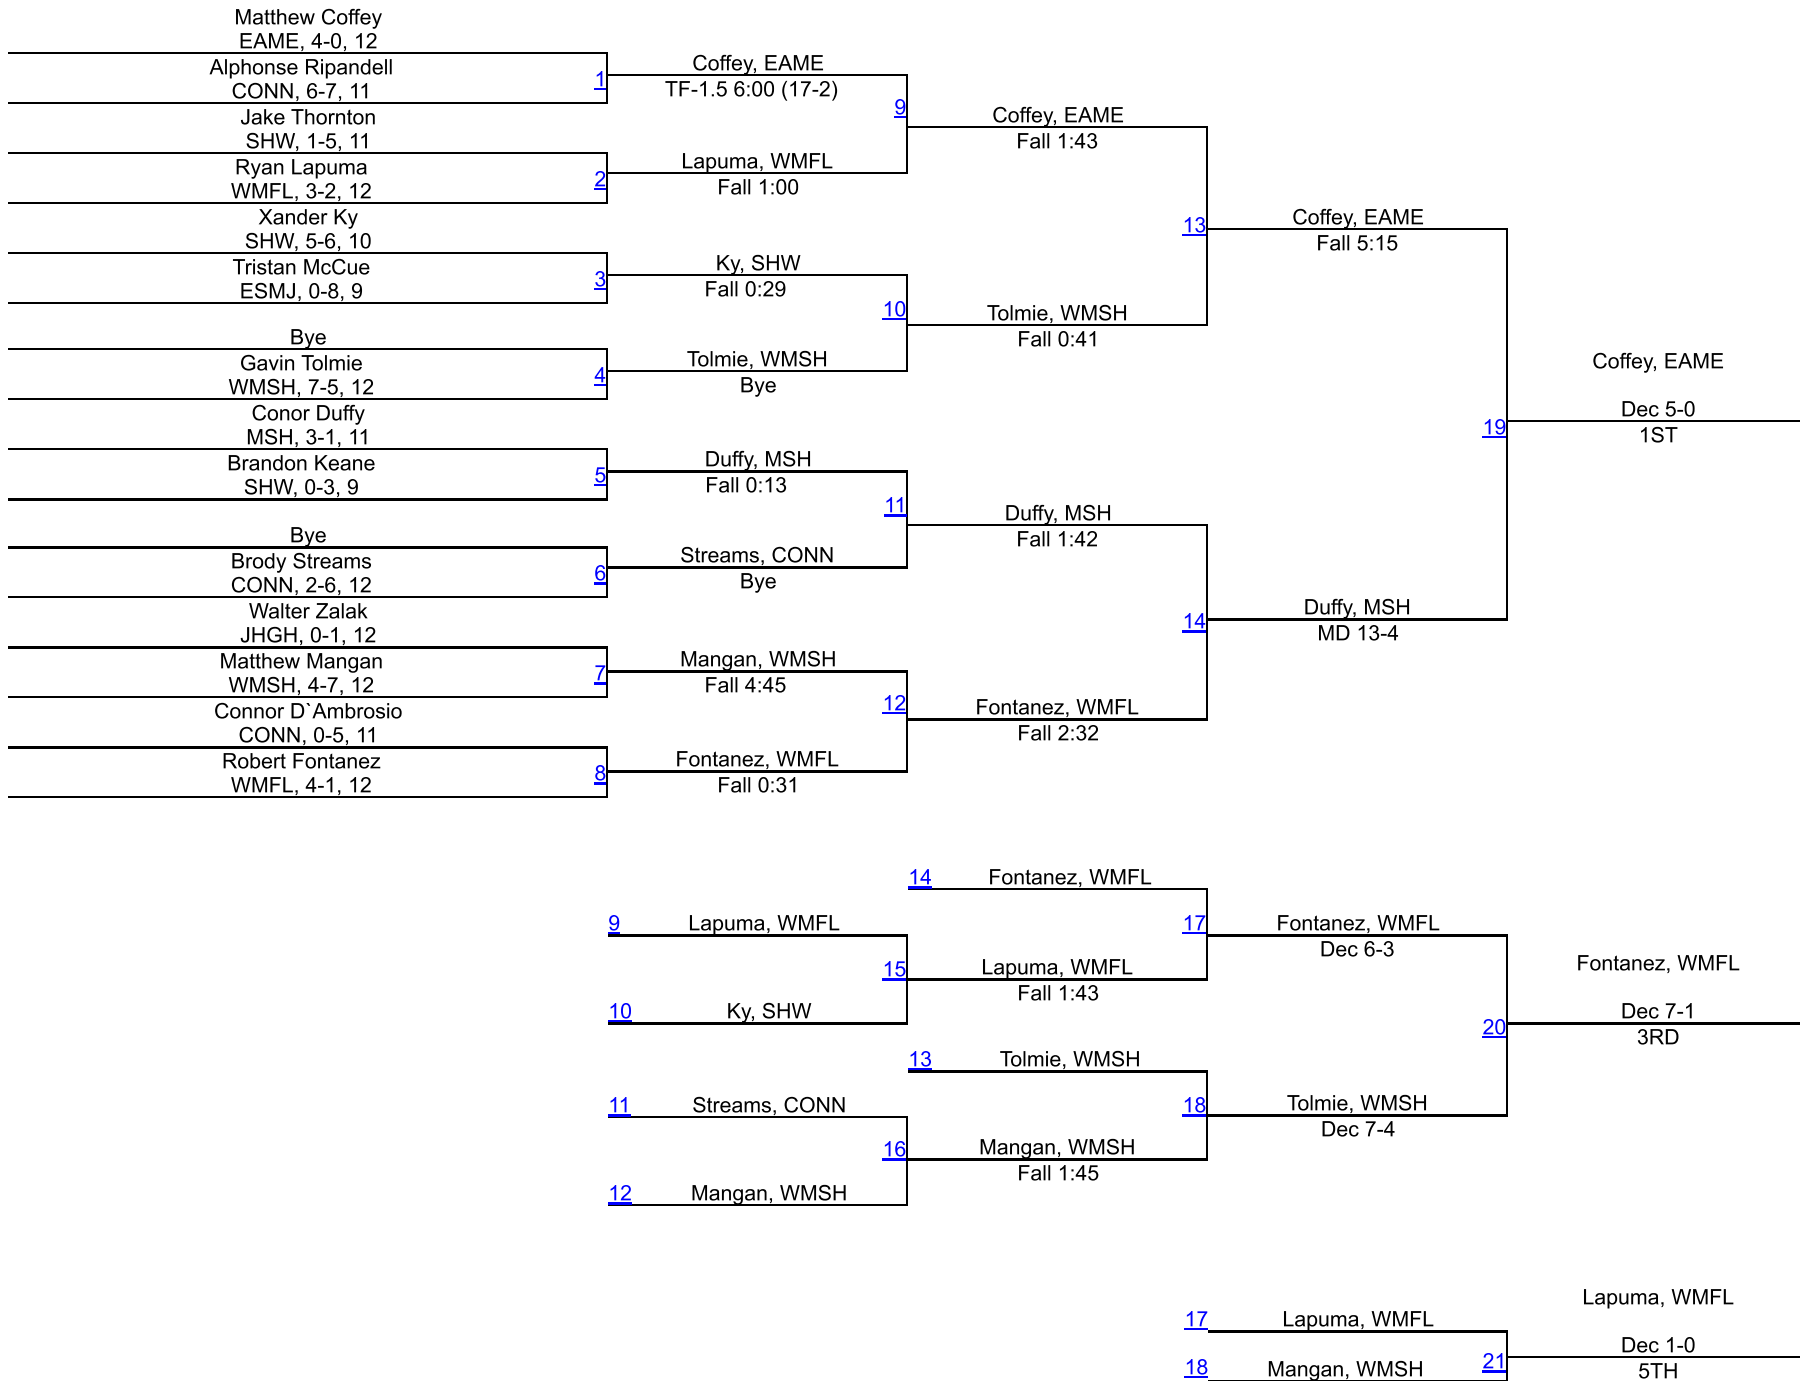 Matthew Coffey
EAME, 4-0, 12
Alphonse Ripandell
CONN, 6-7, 11
Jake Thornton
SHW, 1-5, 11
Ryan Lapuma
WMFL, 3-2, 12
Xander Ky
SHW, 5-6, 10
Tristan McCue
ESMJ, 0-8, 9
Bye
Gavin Tolmie
WMSH, 7-5, 12
Conor Duffy
MSH, 3-1, 11
Brandon Keane
SHW, 0-3, 9
Bye
Brody Streams
CONN, 2-6, 12
Walter Zalak
JHGH, 0-1, 12
Matthew Mangan
WMSH, 4-7, 12
Connor D`Ambrosio
CONN, 0-5, 11
Robert Fontanez
WMFL, 4-1, 12
1
2
3
4
5
6
7
8
Coffey, EAME
TF-1.5 6:00 (17-2)
Lapuma, WMFL
Fall 1:00
Ky, SHW
Fall 0:29
Tolmie, WMSH
Bye
Duffy, MSH
Fall 0:13
Streams, CONN
Bye
Mangan, WMSH
Fall 4:45
Fontanez, WMFL
Fall 0:31
9
10
11
12
Coffey, EAME
Fall 1:43
Tolmie, WMSH
Fall 0:41
Duffy, MSH
Fall 1:42
Fontanez, WMFL
Fall 2:32
13
14
Coffey, EAME
Fall 5:15
Duffy, MSH
MD 13-4
19
Coffey, EAME
Dec 5-0
1ST
9
Lapuma, WMFL
10
Ky, SHW
11
Streams, CONN
12
Mangan, WMSH
15
16
14
Fontanez, WMFL
Lapuma, WMFL
Fall 1:43
13
Tolmie, WMSH
Mangan, WMSH
Fall 1:45
17
18
Fontanez, WMFL
Dec 6-3
Tolmie, WMSH
Dec 7-4
20
Fontanez, WMFL
Dec 7-1
3RD
17
Lapuma, WMFL
18
Mangan, WMSH
21
Lapuma, WMFL
Dec 1-0
5TH